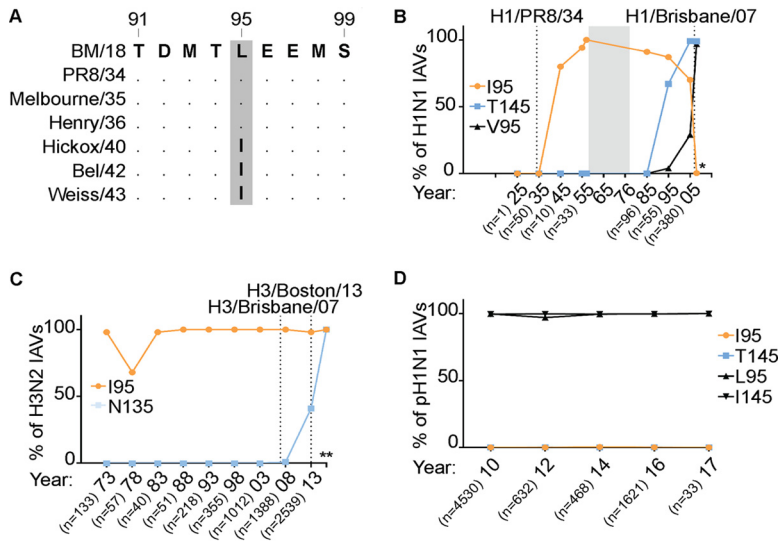 A
91 95 99
BM/18 T D M T L E E M S
PR8/34 . . . . . . . . .
Melbourne/35 . . . . . . . . .
Henry/36 . . . . . . . . .
Hickox/40 . . . . I . . . .
Bel/42 . . . . I . . . .
Weiss/43 . . . . I . . . .
B
H1/PR8/34 H1/Brisbane/07
% of H1N1 IAVs
100
50
0
I95
T145
V95
*
Year: 25 35 45 55 65 76 85 95 05
(n=1) (n=50) (n=10) (n=33) (n=96) (n=55) (n=380)
C
H3/Boston/13
H3/Brisbane/07
% of H3N2 IAVs
100
50
0
I95
N135
**
Year: 73 78 83 88 93 98 03 08 13
(n=133) (n=57) (n=40) (n=51) (n=218) (n=355) (n=1012) (n=1388) (n=2539)
D
% of pH1N1 IAVs
100
50
0
I95
T145
L95
I145
Year: 10 12 14 16 17
(n=4530) (n=632) (n=468) (n=1621) (n=33)